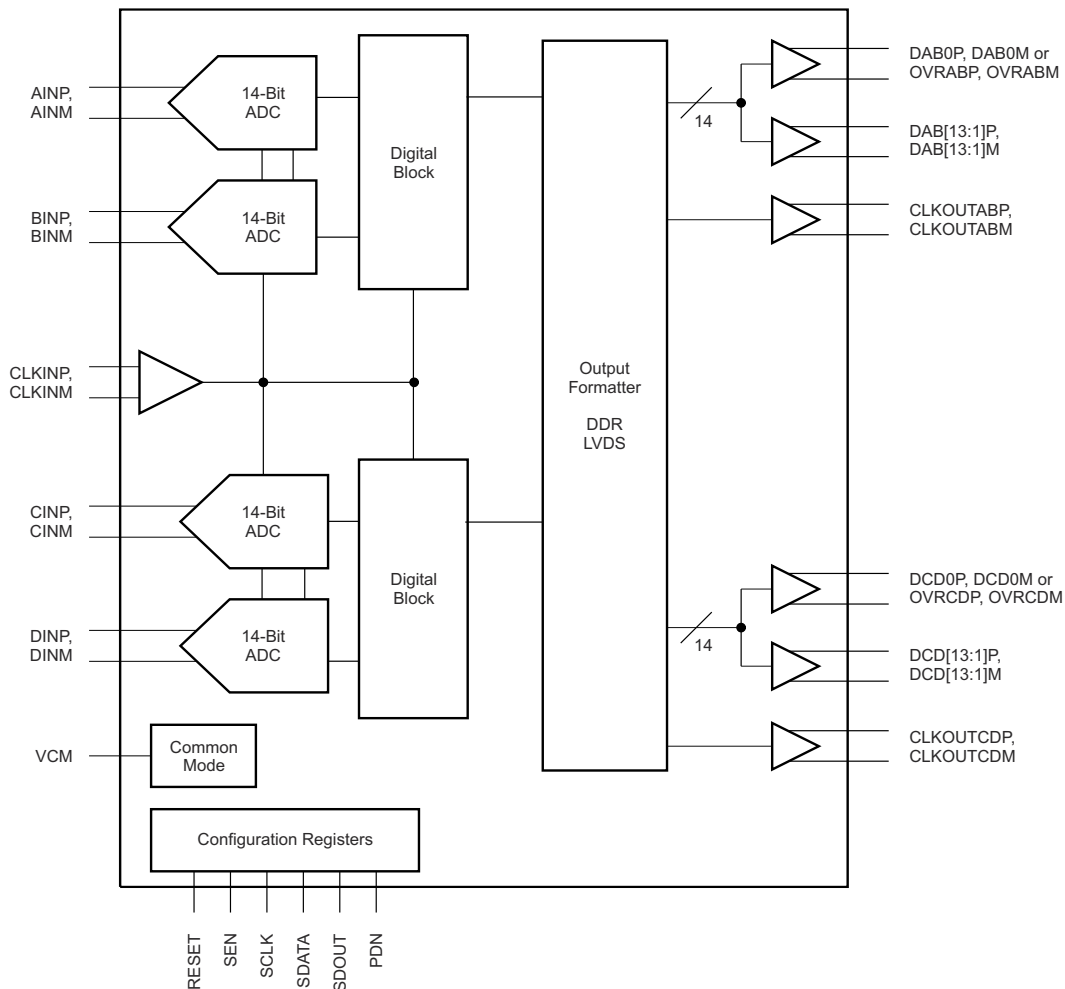 AINP,
AINM
14-Bit
ADC
BINP,
BINM
14-Bit
ADC
Digital
Block
CLKINP,
CLKINM
CINP,
CINM
14-Bit
ADC
DINP,
DINM
14-Bit
ADC
Digital
Block
Output
Formatter
DDR
LVDS
14
DAB0P, DAB0M or
OVRABP, OVRABM
DAB[13:1]P,
DAB[13:1]M
CLKOUTABP,
CLKOUTABM
14
DCD0P, DCD0M or
OVRCDP, OVRCDM
DCD[13:1]P,
DCD[13:1]M
CLKOUTCDP,
CLKOUTCDM
VCM
Common
Mode
Configuration Registers
RESET
SEN
SCLK
SDATA
SDOUT
PDN